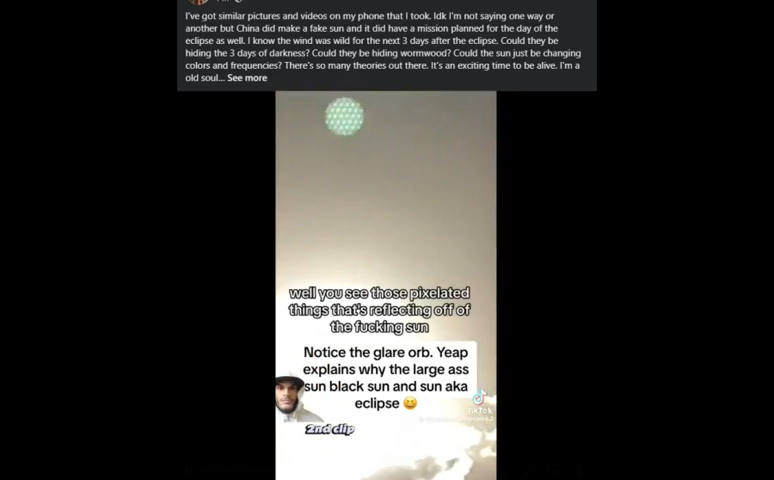 I've got similar pictures and videos on my phone that I took. Idk I'm not saying one way or
another but China did make a fake sun and it did have a mission planned for the day of the
eclipse as well. I know the wind was wild for the next 3 days after the eclipse. Could they be
hiding the 3 days of darkness? Could they be hiding wormwood? Could the sun just be changing
colors and frequencies? There's so many theories out there. It's an exciting time to be alive. I'm a
old soul... See more
well you see those pixelated
things that's reflecting off of
the fucking sun
Notice the glare orb. Yeap
explains why the large ass
sun black sun and sun aka
eclipse 😀
TikTok
2nd clip